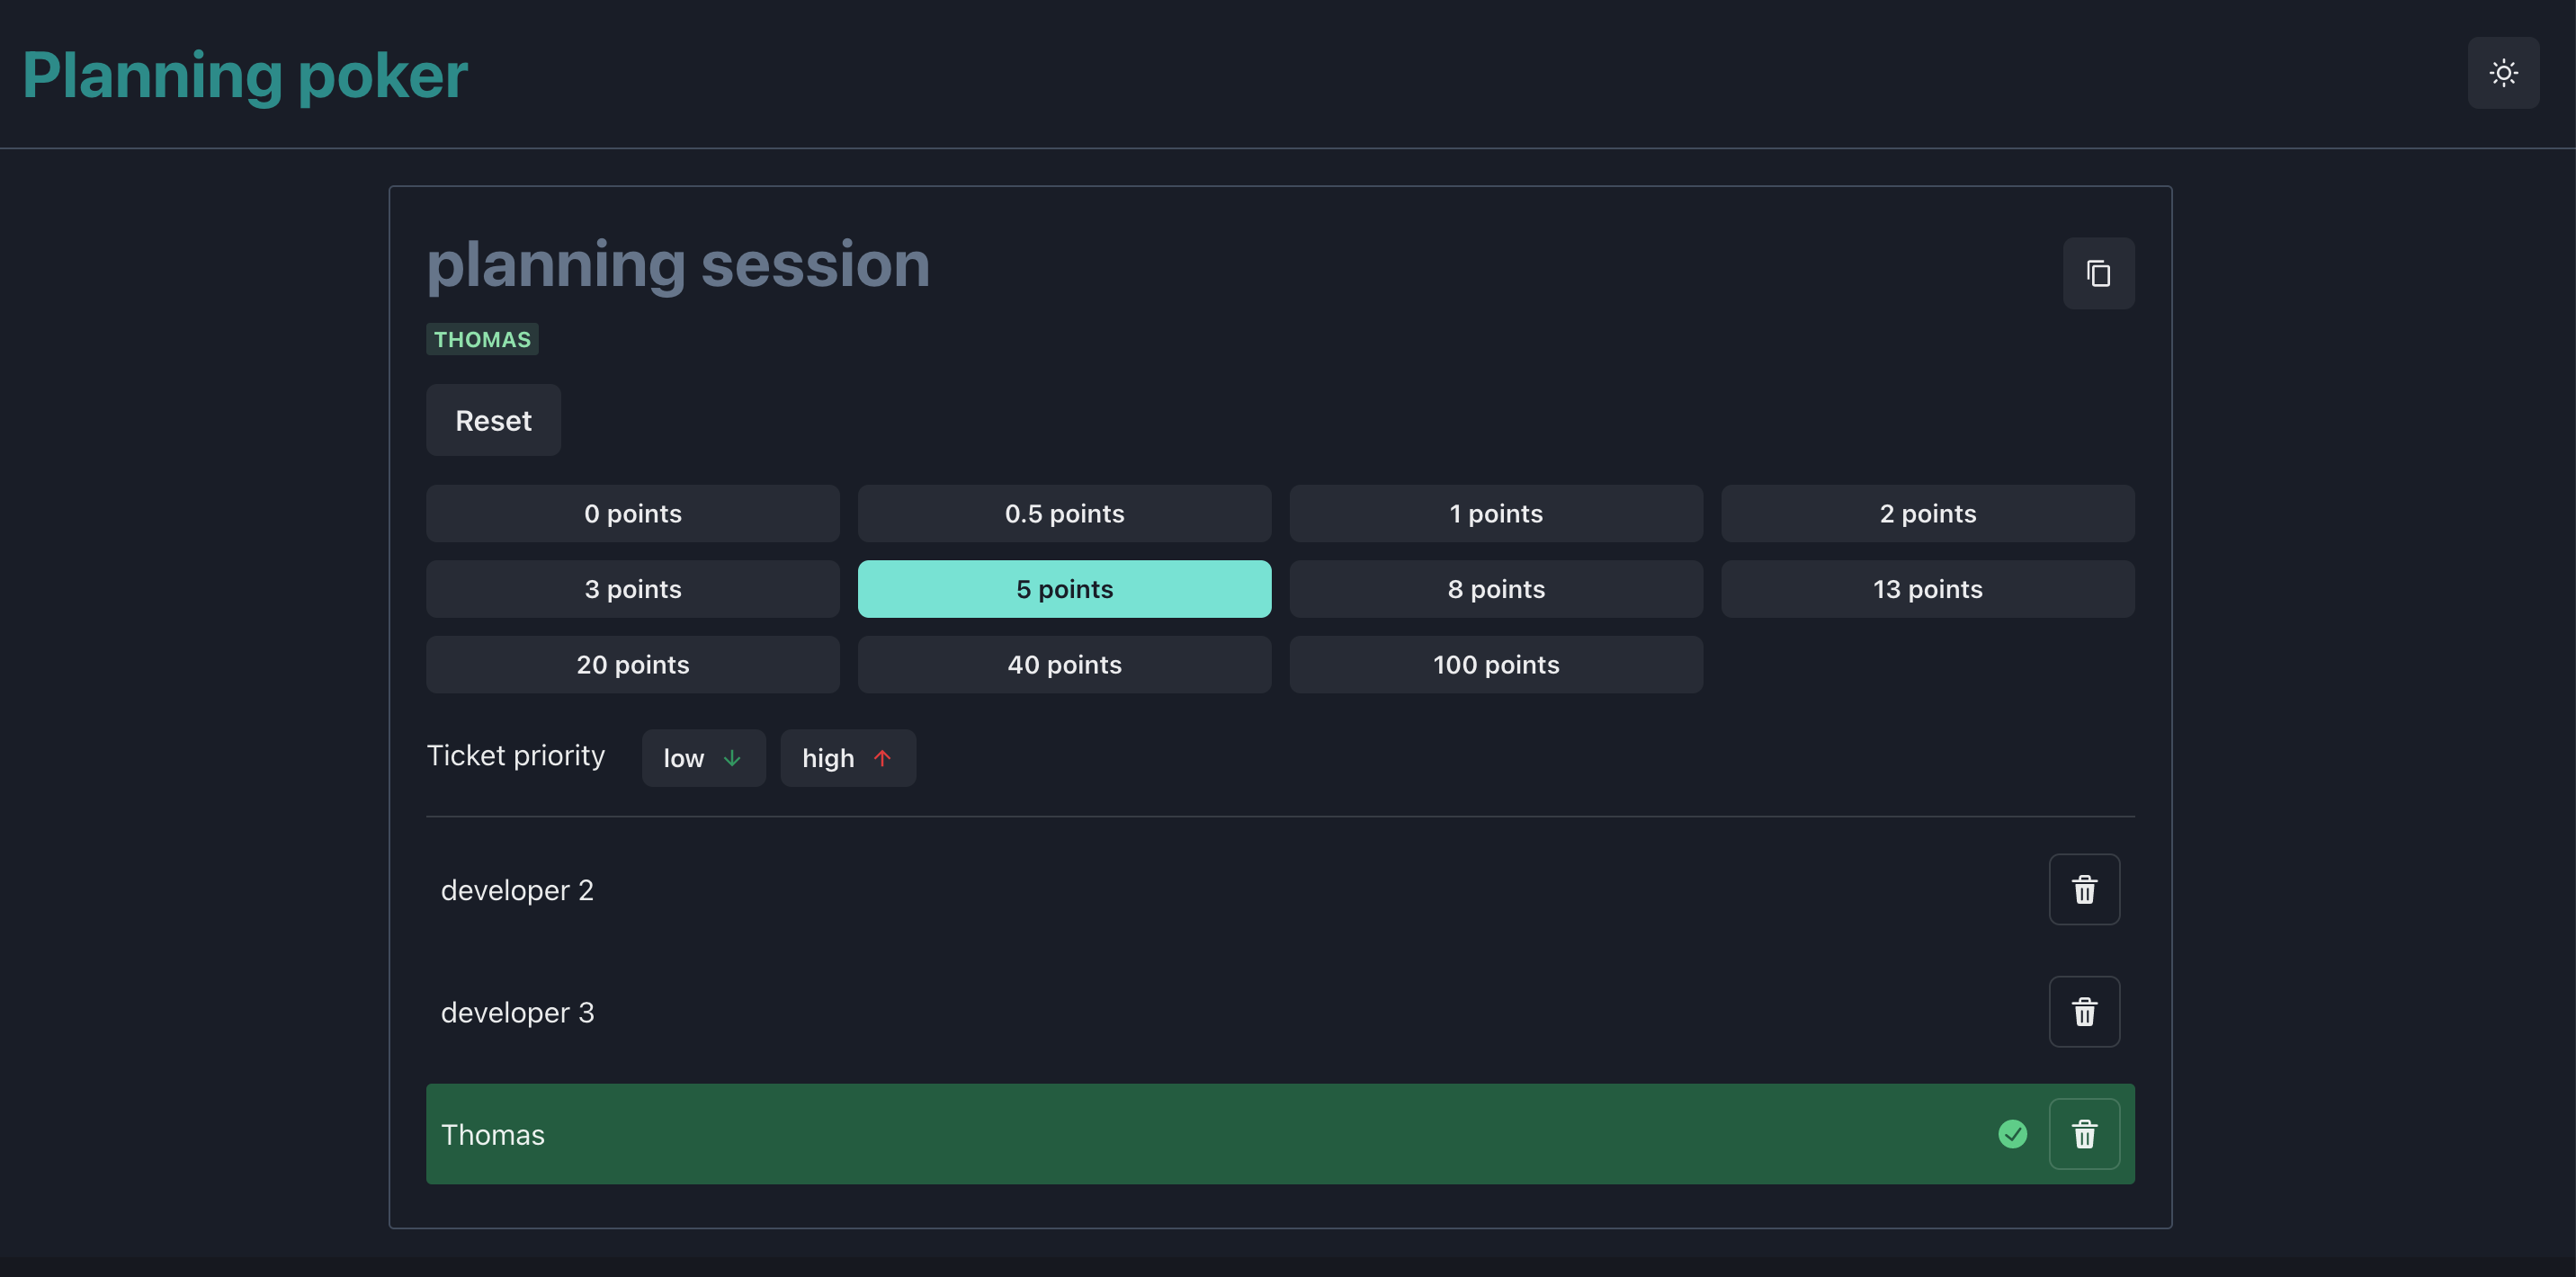 Planning poker
planning session
THOMAS
Reset
0 points
0.5 points
1 points
2 points
3 points
5 points
8 points
13 points
20 points
40 points
100 points
Ticket priority
low
high
developer 2
developer 3
Thomas